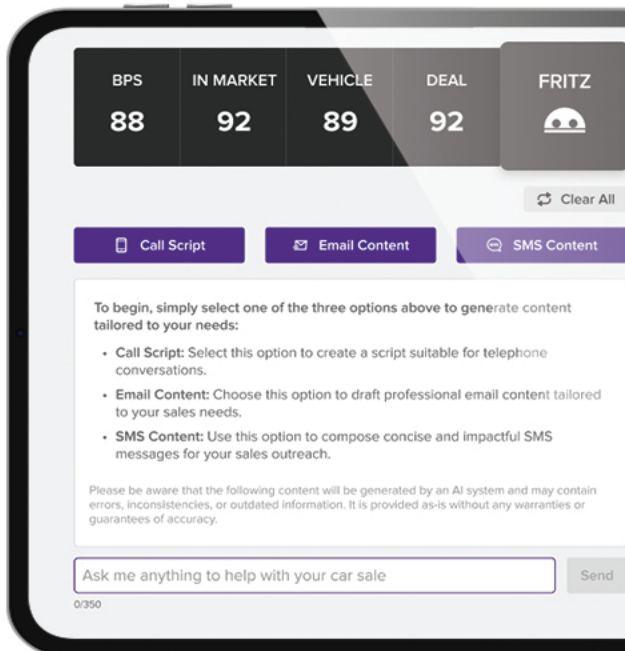 BPS IN MARKET VEHICLE DEAL FRITZ
88 92 89 92
Clear All
Call Script Email Content SMS Content
To begin, simply select one of the three options above to generate content
tailored to your needs:
• Call Script: Select this option to create a script suitable for telephone
conversations.
• Email Content: Choose this option to draft professional email content tailored
to your sales needs.
• SMS Content: Use this option to compose concise and impactful SMS
messages for your sales outreach.
Please be aware that the following content will be generated by an AI system and may contain
errors, inconsistencies, or outdated information. It is provided as-is without any warranties or
guarantees of accuracy.
Ask me anything to help with your car sale Send
0/350